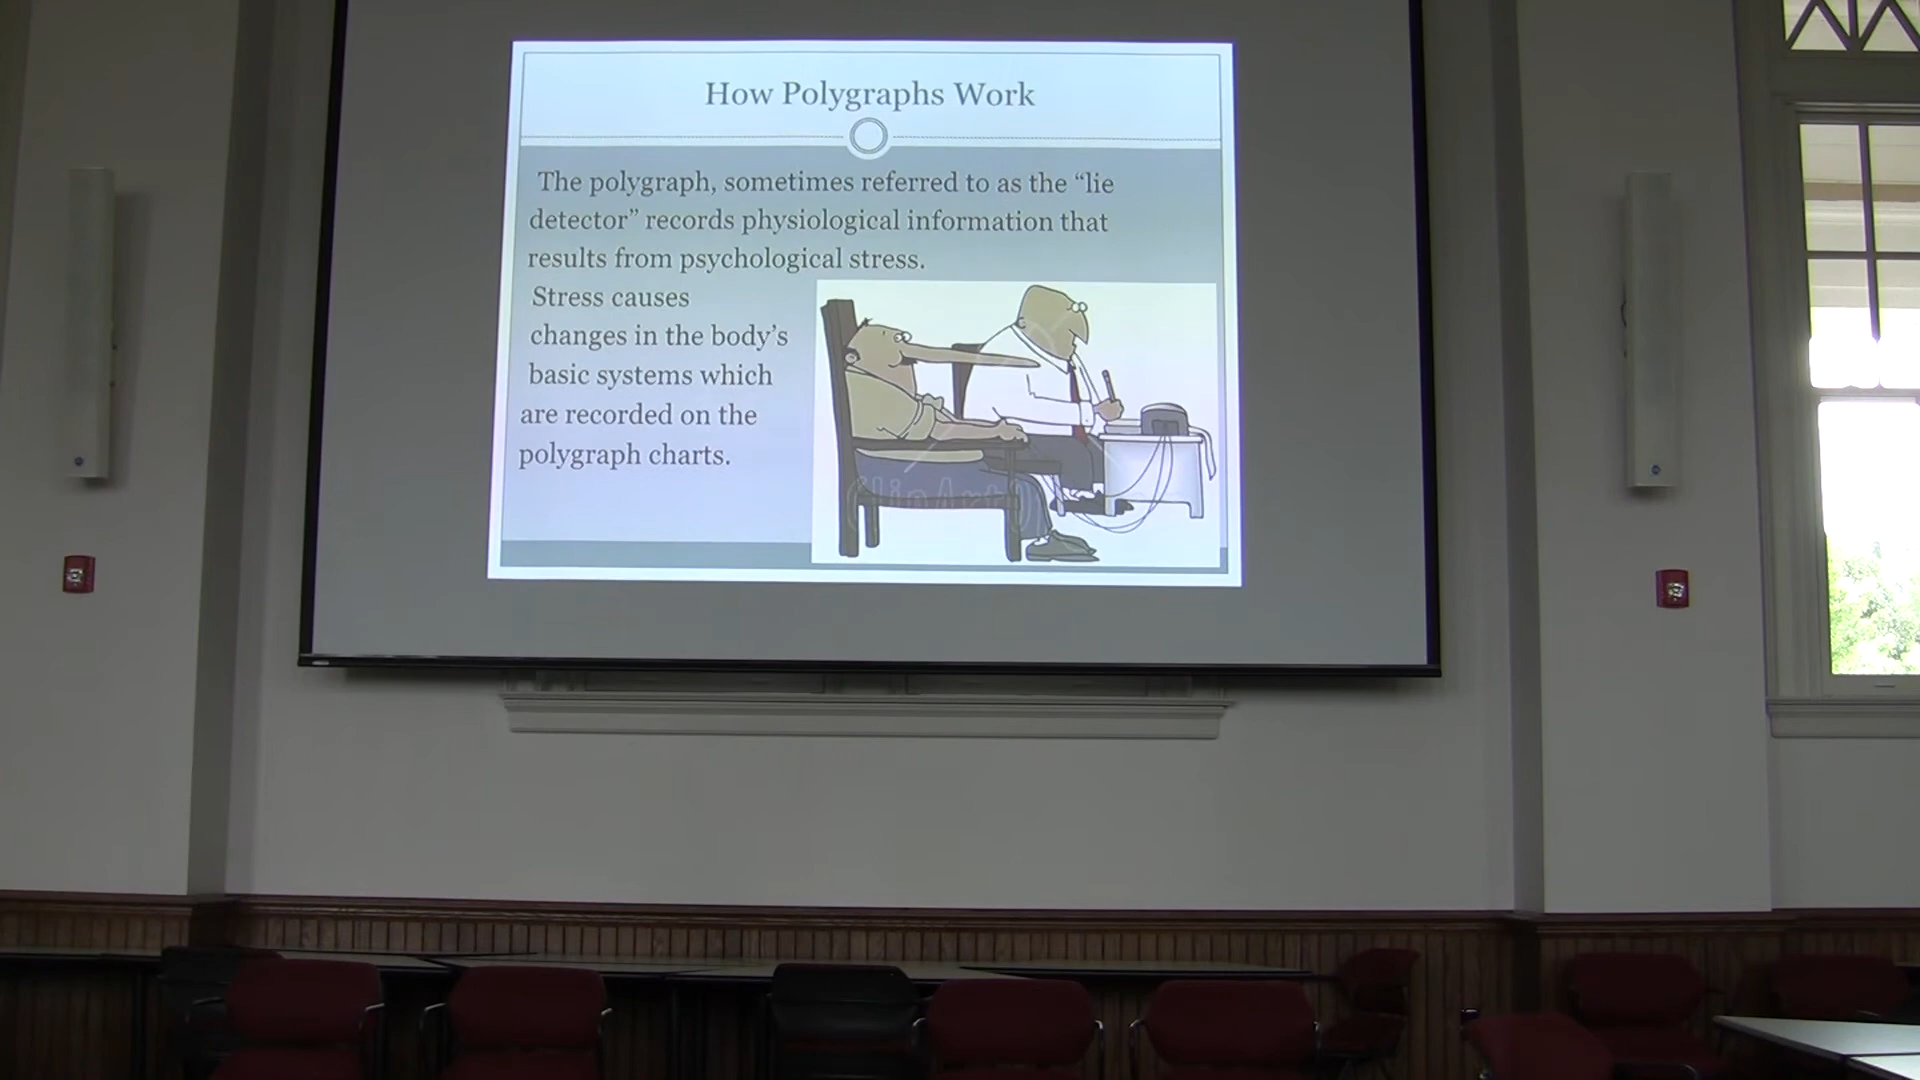 How Polygraphs Work
The polygraph, sometimes referred to as the “lie
detector” records physiological information that
results from psychological stress.
Stress causes
changes in the body’s
basic systems which
are recorded on the
polygraph charts.